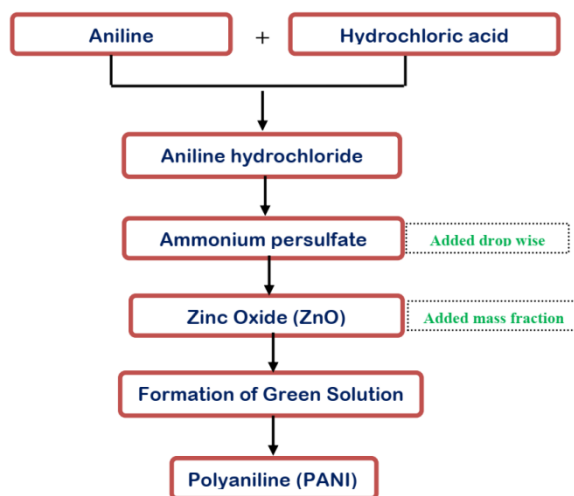 Aniline + Hydrochloric acid
Aniline hydrochloride
Ammonium persulfate Added drop wise
Zinc Oxide (ZnO) Added mass fraction
Formation of Green Solution
Polyaniline (PANI)